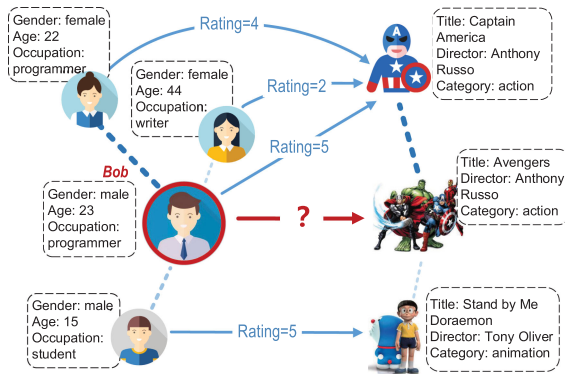 Gender: female
Age: 22
Occupation:
programmer
Rating=4
Title: Captain
America
Director: Anthony
Russo
Category: action
Gender: female
Age: 44
Occupation:
writer
Rating=2
Rating=5
Bob
Gender: male
Age: 23
Occupation:
programmer
?
Title: Avengers
Director: Anthony
Russo
Category: action
Gender: male
Age: 15
Occupation:
student
Rating=5
Title: Stand by Me
Doraemon
Director: Tony Oliver
Category: animation